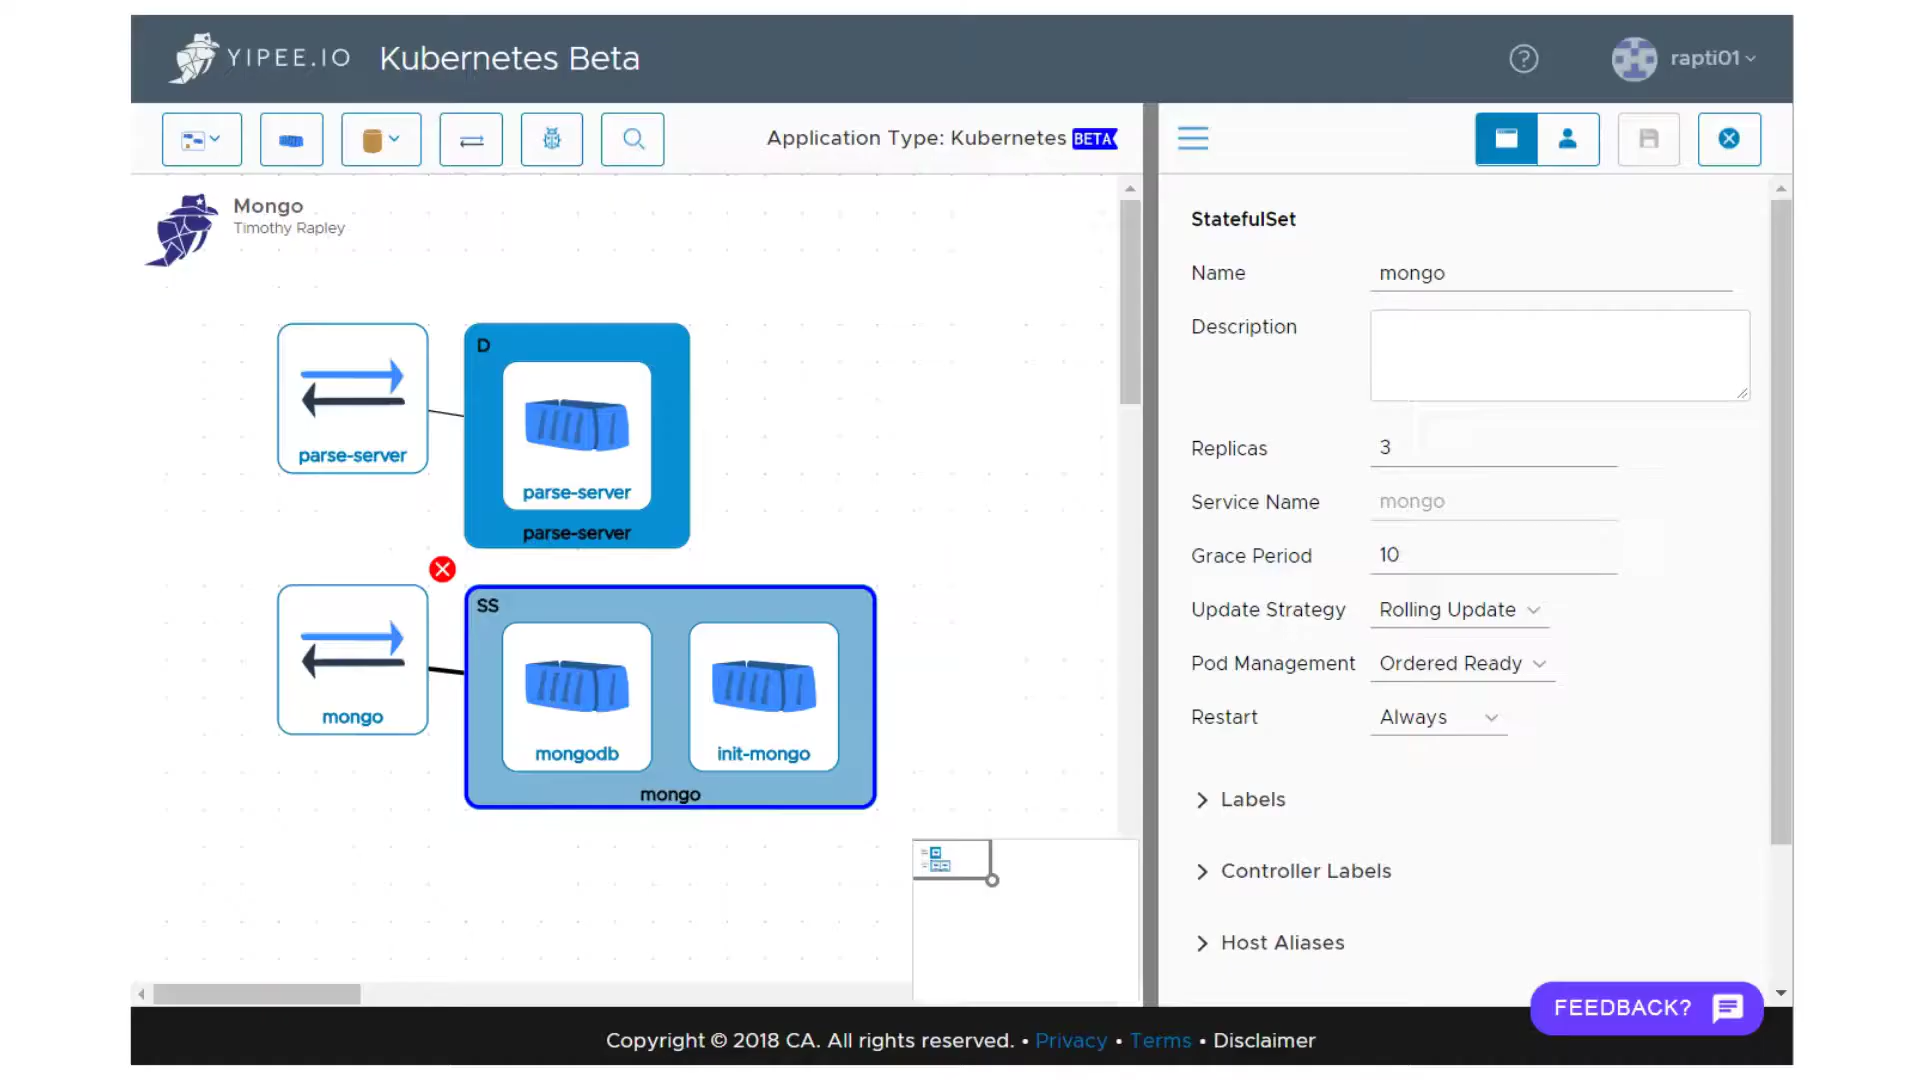 YIPEE.IO Kubernetes Beta
rapti01
Application Type: Kubernetes BETA
Mongo
Timothy Rapley
parse-server
D
parse-server
parse-server
mongo
SS
mongodb
init-mongo
mongo
StatefulSet
Name mongo
Description
Replicas 3
Service Name mongo
Grace Period 10
Update Strategy Rolling Update
Pod Management Ordered Ready
Restart Always
Labels
Controller Labels
Host Aliases
FEEDBACK?
Copyright © 2018 CA. All rights reserved. • Privacy • Terms • Disclaimer